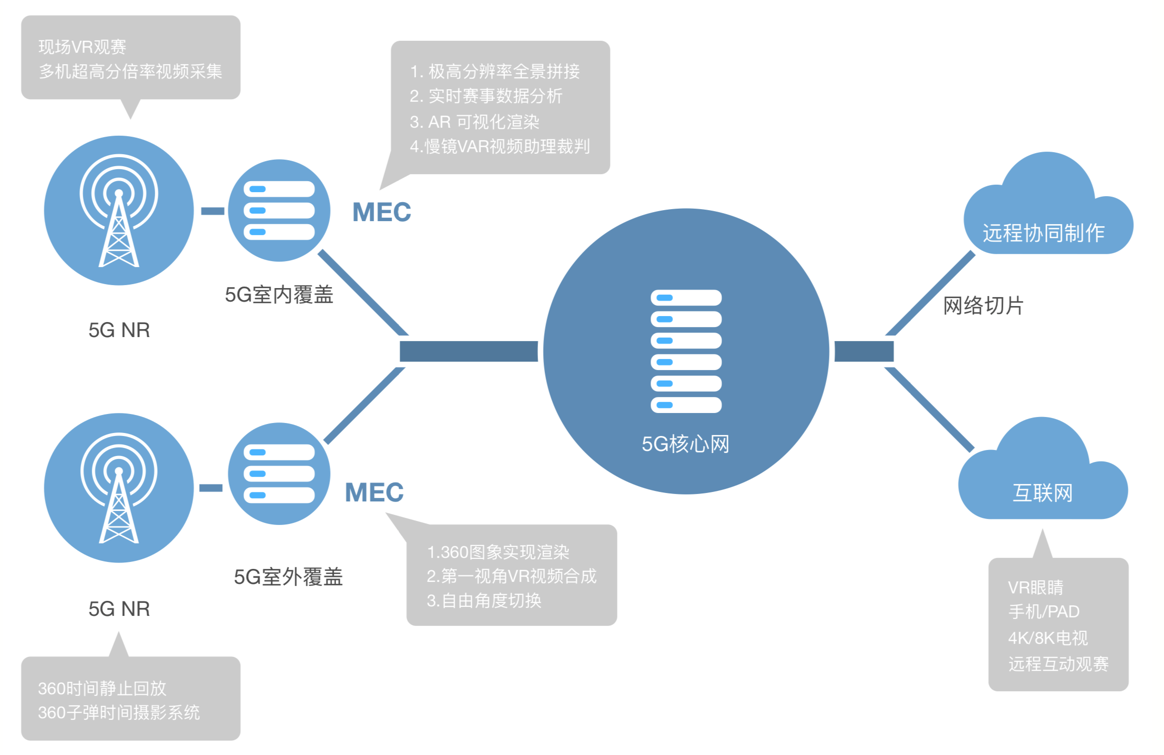 现场VR观赛
多机超高分倍率视频采集
1. 极高分辨率全景拼接
2. 实时赛事数据分析
3. AR 可视化渲染
4.慢镜VAR视频助理裁判
MEC
5G室内覆盖
5G NR
远程协同制作
网络切片
5G核心网
MEC
5G室外覆盖
5G NR
互联网
1.360图象实现渲染
2.第一视角VR视频合成
3.自由角度切换
VR眼睛
手机/PAD
4K/8K电视
远程互动观赛
360时间静止回放
360子弹时间摄影系统